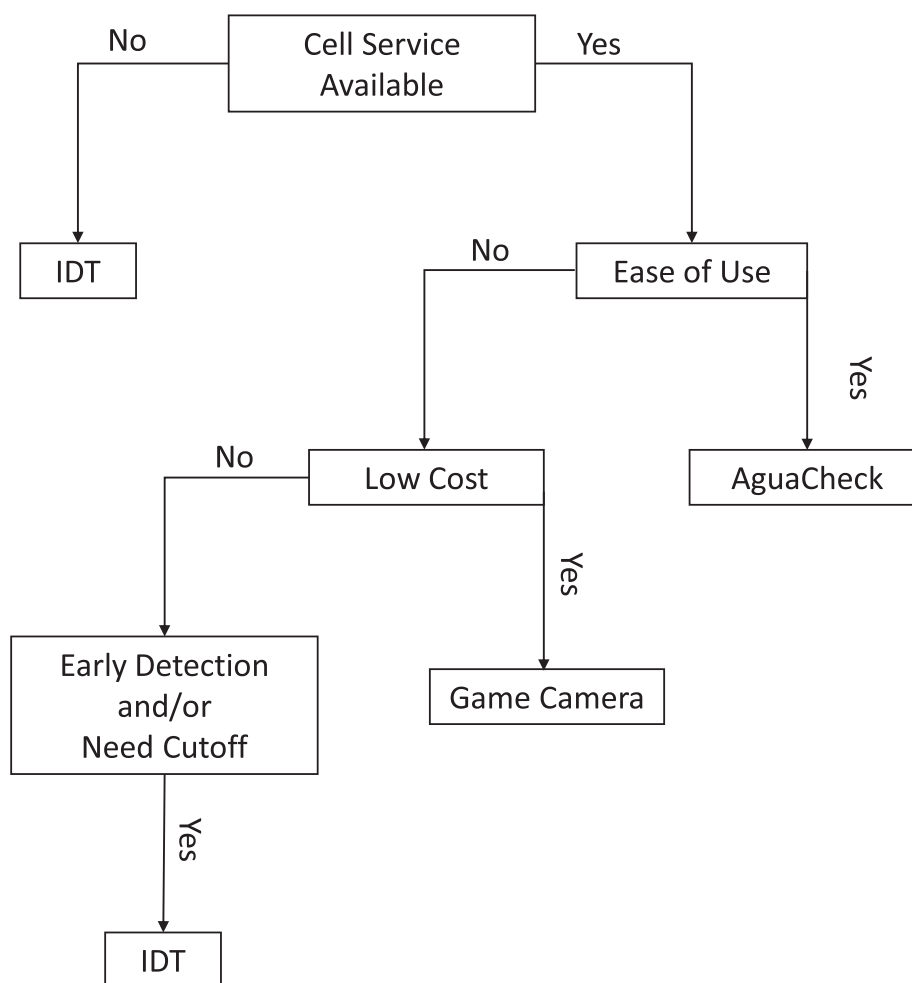 No
Cell Service
Available
Yes
IDT
No
Ease of Use
Yes
No
Low Cost
AguaCheck
Yes
Early Detection
and/or
Need Cutoff
Game Camera
Yes
IDT